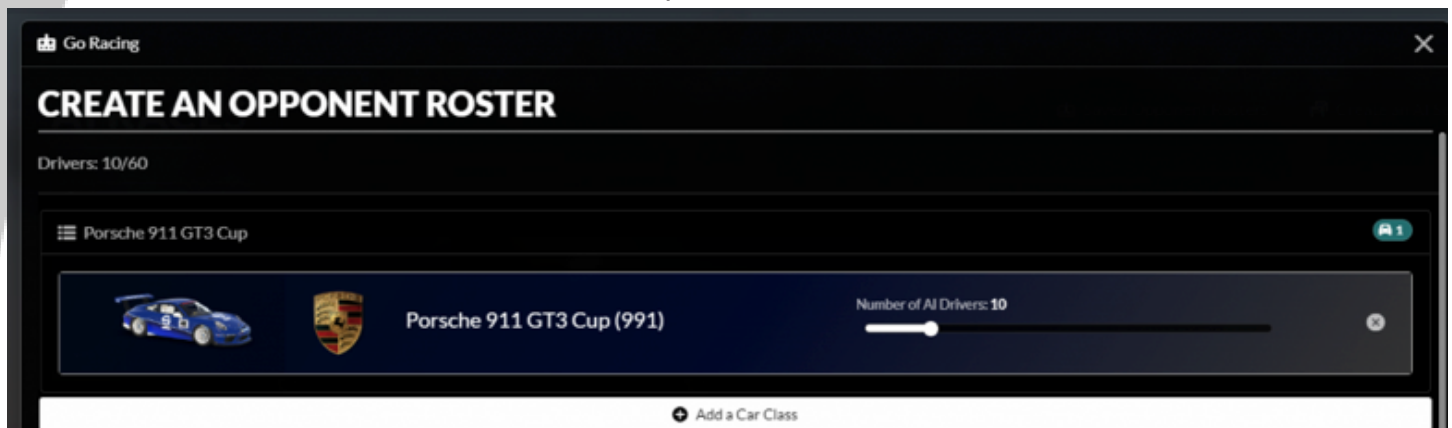 Go Racing
CREATE AN OPPONENT ROSTER
Drivers: 10/60
Porsche 911 GT3 Cup
1
Porsche 911 GT3 Cup (991)
Number of AI Drivers: 10
Add a Car Class